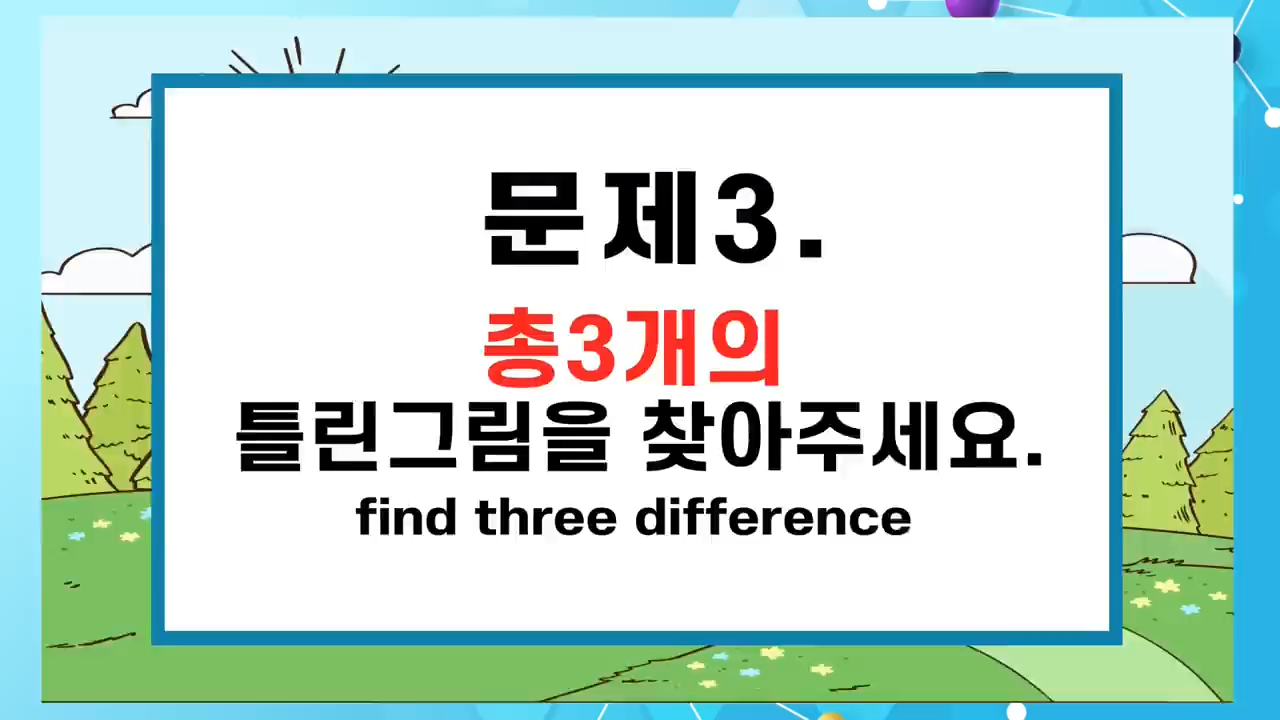 문제3.
총3개의
틀린그림을 찾아주세요.
find three difference